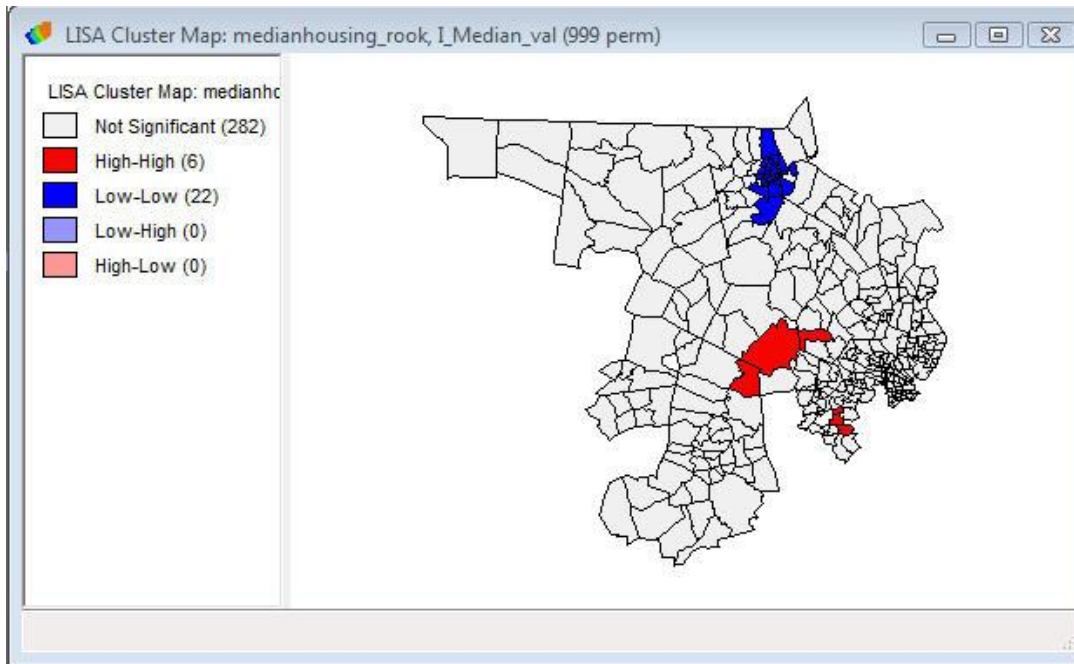 LISA Cluster Map: medianhousing_rook, I_Median_val (999 perm)
LISA Cluster Map: medianho
Not Significant (282)
High-High (6)
Low-Low (22)
Low-High (0)
High-Low (0)